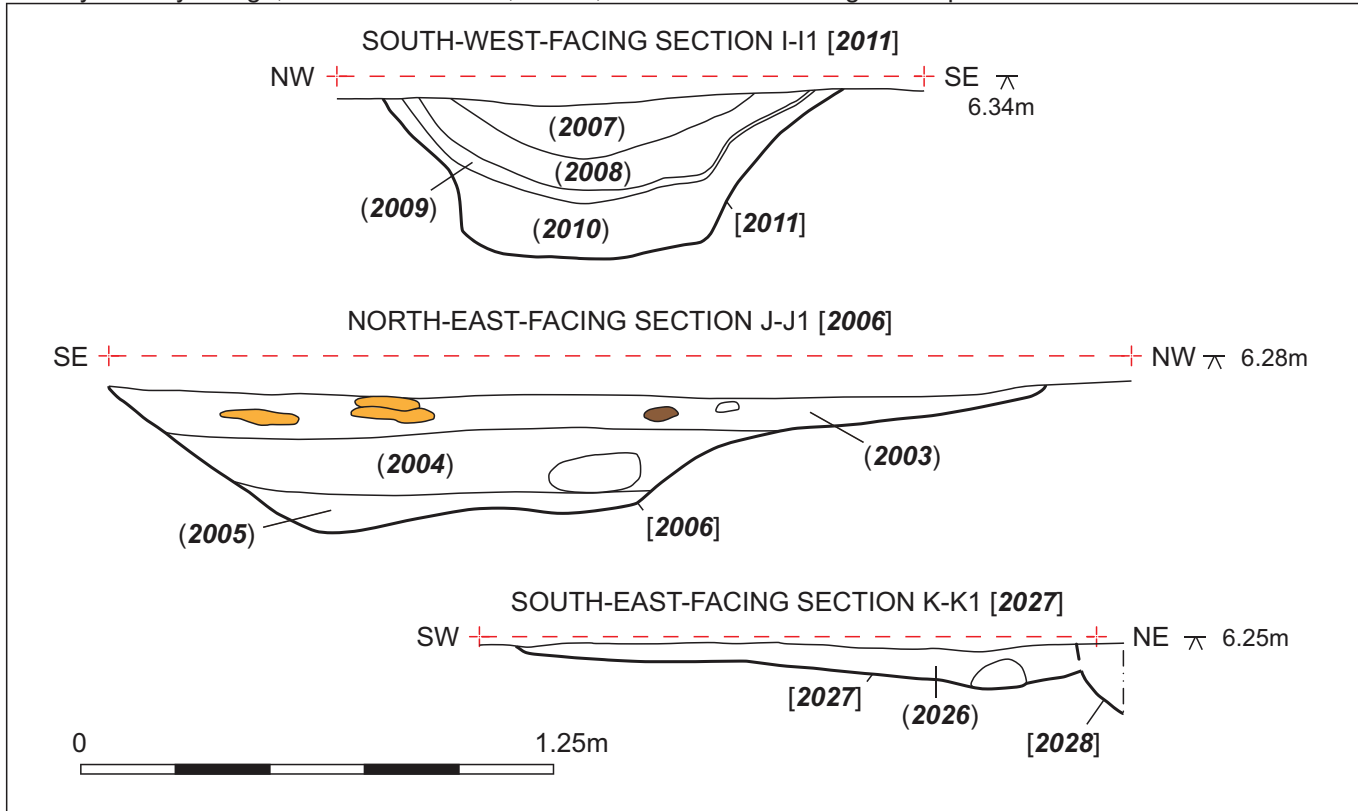 SOUTH-WEST-FACING SECTION I-I1 [2011]
NW SE
6.34m
(2007)
(2008)
(2009)
(2010) [2011]
NORTH-EAST-FACING SECTION J-J1 [2006]
SE NW 6.28m
(2004) (2003)
(2005) [2006]
SOUTH-EAST-FACING SECTION K-K1 [2027]
SW NE 6.25m
[2027]
(2026)
[2028]
0 1.25m